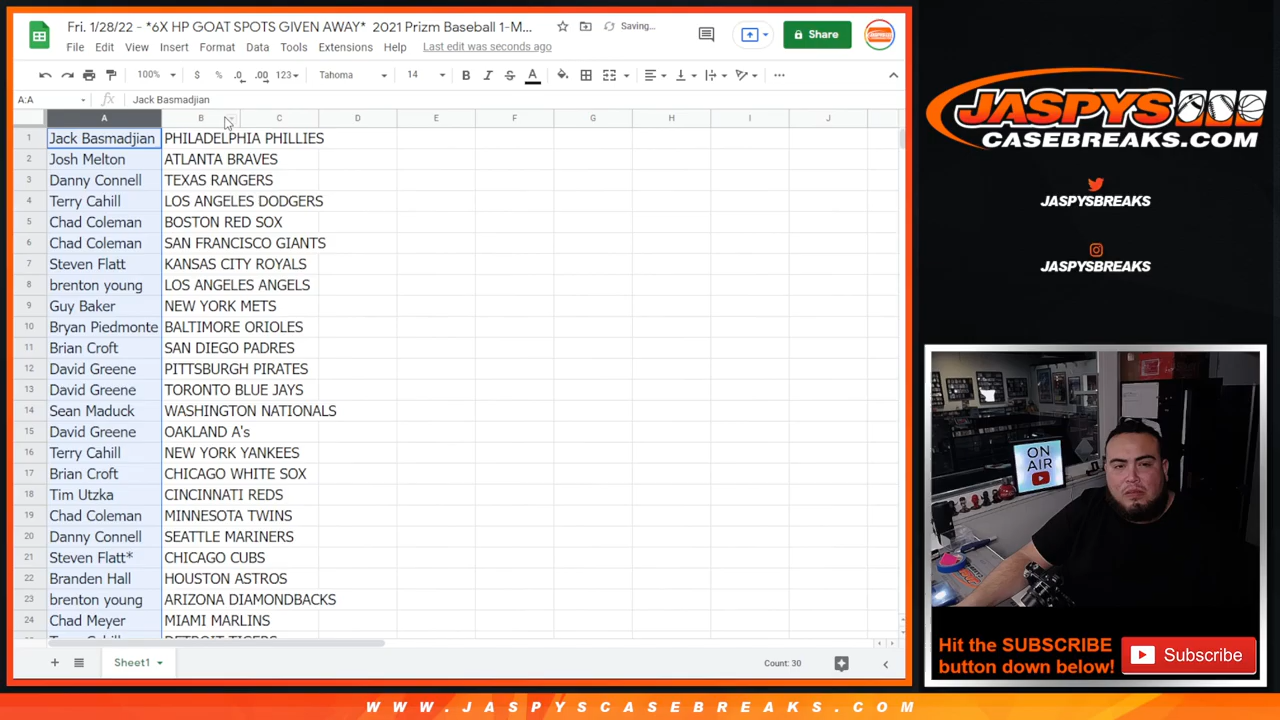 Fri. 1/28/22 - *6X HP GOAT SPOTS GIVEN AWAY* 2021 Prizm Baseball 1-M...
Saving...
Share
File Edit View Insert Format Data Tools Extensions Help Last edit was seconds ago
100% $ % .0 .00 123 Tahoma 14 B I S A
A:A fx Jack Basmadjian
A B C D E F G H I J
1 Jack Basmadjian PHILADELPHIA PHILLIES
2 Josh Melton ATLANTA BRAVES
3 Danny Connell TEXAS RANGERS
4 Terry Cahill LOS ANGELES DODGERS
5 Chad Coleman BOSTON RED SOX
6 Chad Coleman SAN FRANCISCO GIANTS
7 Steven Flatt KANSAS CITY ROYALS
8 brenton young LOS ANGELES ANGELS
9 Guy Baker NEW YORK METS
10 Bryan Piedmonte BALTIMORE ORIOLES
11 Brian Croft SAN DIEGO PADRES
12 David Greene PITTSBURGH PIRATES
13 David Greene TORONTO BLUE JAYS
14 Sean Maduck WASHINGTON NATIONALS
15 David Greene OAKLAND A's
16 Terry Cahill NEW YORK YANKEES
17 Brian Croft CHICAGO WHITE SOX
18 Tim Utzka CINCINNATI REDS
19 Chad Coleman MINNESOTA TWINS
20 Danny Connell SEATTLE MARINERS
21 Steven Flatt* CHICAGO CUBS
22 Branden Hall HOUSTON ASTROS
23 brenton young ARIZONA DIAMONDBACKS
24 Chad Meyer MIAMI MARLINS
Terry Cahill DETROIT TIGERS
Sheet1
Count: 30
JASPYS
CASEBREAKS.COM
JASPYSBREAKS
JASPYSBREAKS
ON
AIR
Hit the SUBSCRIBE
button down below!
Subscribe
WWW.JASPYSCASEBREAKS.COM